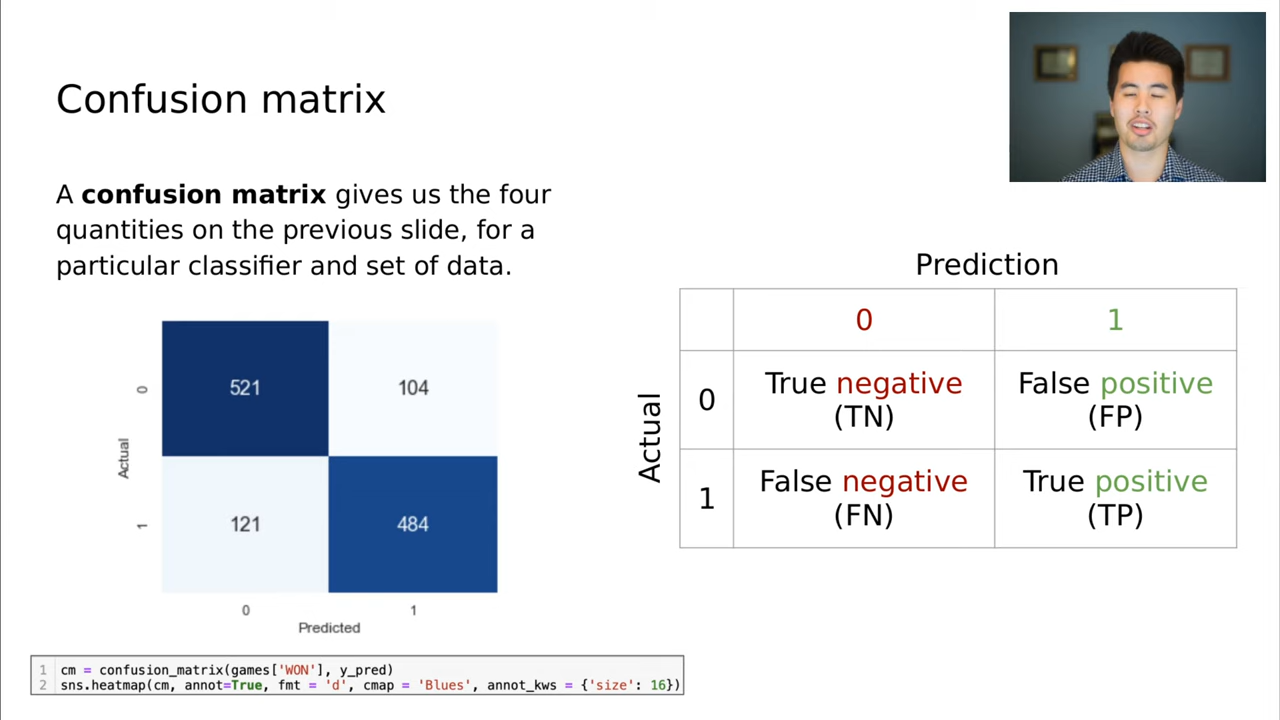 Confusion matrix
A confusion matrix gives us the four
quantities on the previous slide, for a
particular classifier and set of data.
Actual
0
521
104
1
121
484
0
1
Predicted
Prediction
0
1
Actual
0
True negative
(TN)
False positive
(FP)
1
False negative
(FN)
True positive
(TP)
1 cm = confusion_matrix(games['WON'], y_pred)
2 sns.heatmap(cm, annot=True, fmt = 'd', cmap = 'Blues', annot_kws = {'size': 16})